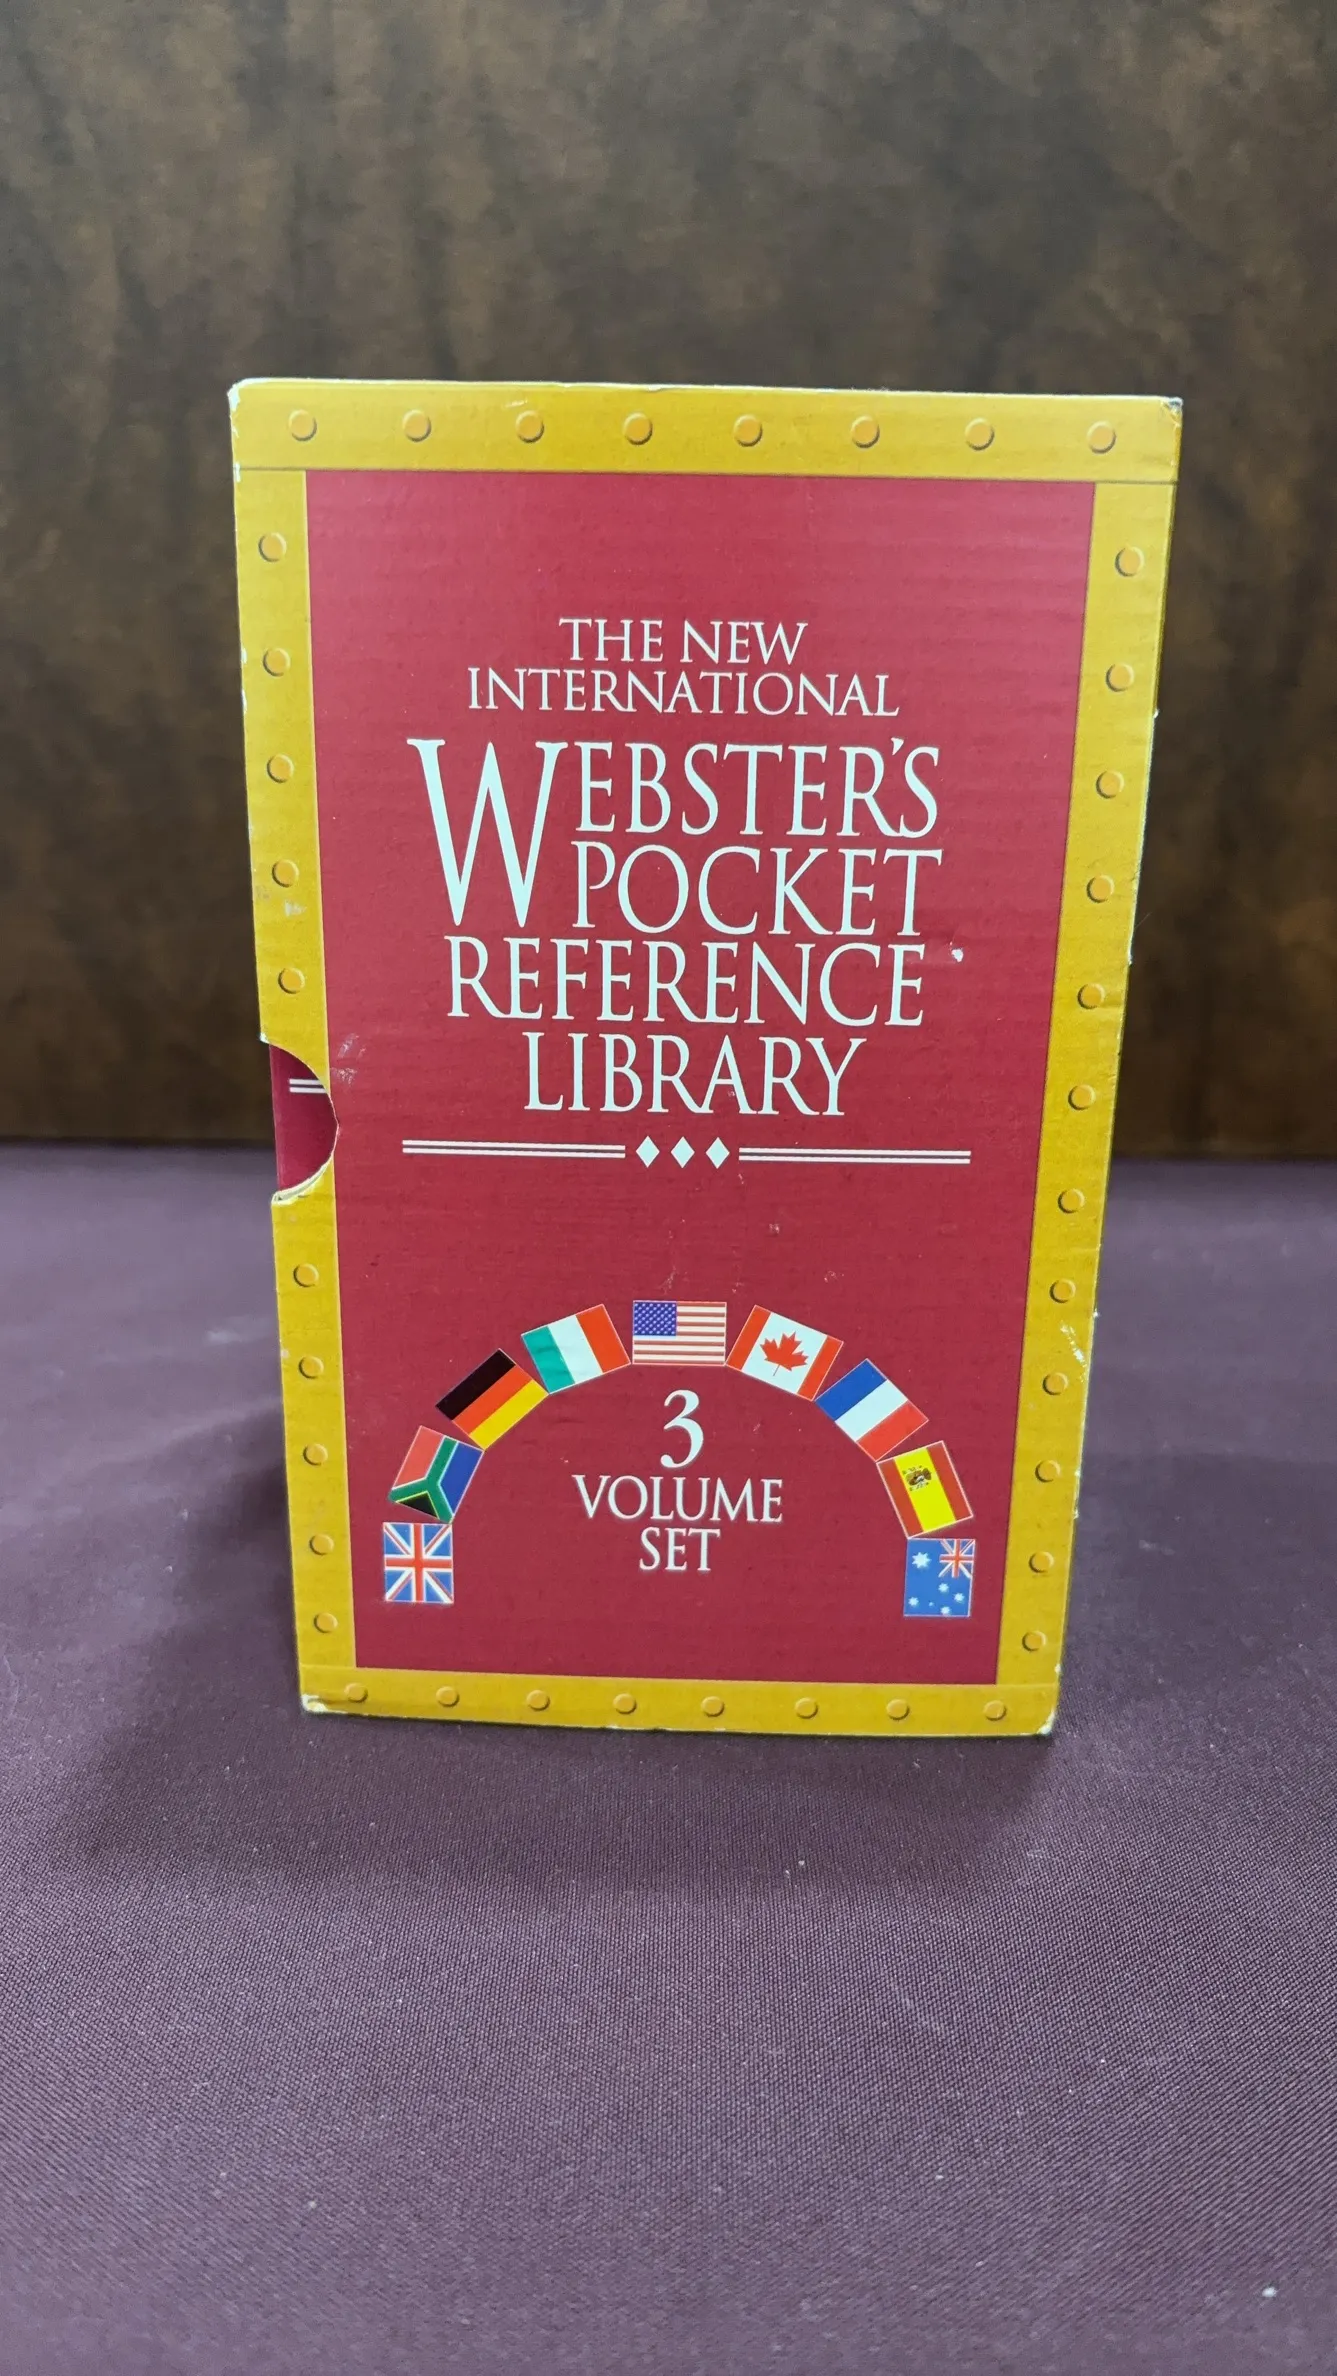 THE NEW
INTERNATIONAL
WEBSTER'S
POCKET
REFERENCE
LIBRARY
3
VOLUME
SET